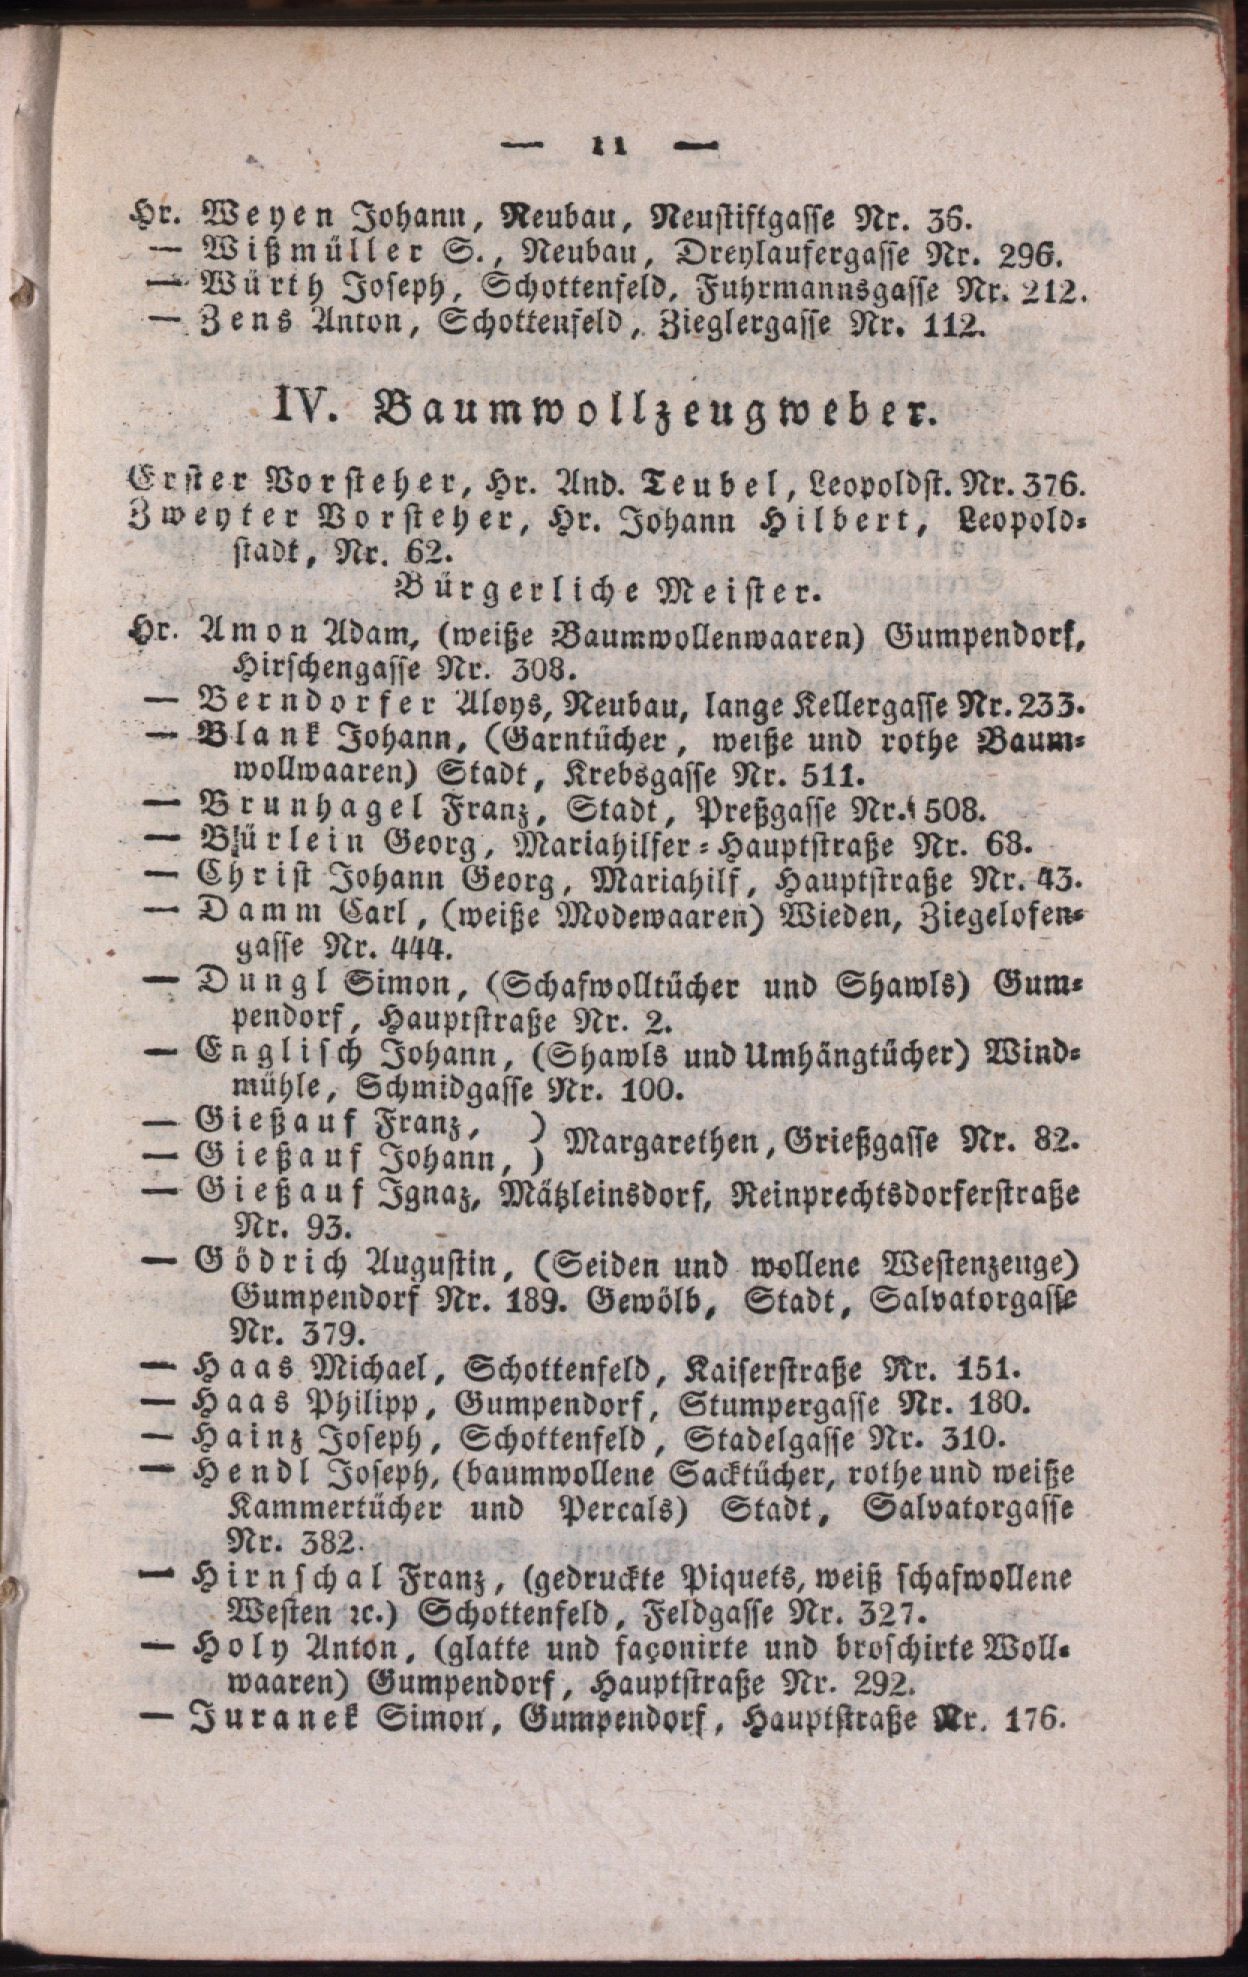 — 11 —
Hr. Weyen Johann, Neubau, Neustiftgasse Nr. 36.
— Wißmüller S., Neubau, Dreylaufergasse Nr. 296.
— Würth Joseph, Schottenfeld, Fuhrmannsgasse Nr. 212.
— Zens Anton, Schottenfeld, Zieglergasse Nr. 112.
IV. Baumwollzeugweber.
Erster Vorsteher, Hr. And. Teubel, Leopoldst. Nr. 376.
Zweyter Vorsteher, Hr. Johann Hilbert, Leopold-
stadt, Nr. 62.
Bürgerliche Meister.
Hr. Amon Adam, (weiße Baumwollenwaaren) Gumpendorf,
Hirschengasse Nr. 308.
— Berndorfer Aloys, Neubau, lange Kellergasse Nr. 233.
— Blank Johann, (Garntücher, weiße und rothe Baum-
wollwaaren) Stadt, Krebsgasse Nr. 511.
— Brunhagel Franz, Stadt, Preßgasse Nr. 508.
— Bürlein Georg, Mariahilfer-Hauptstraße Nr. 68.
— Christ Johann Georg, Mariahilf, Hauptstraße Nr. 43.
— Damm Carl, (weiße Modewaaren) Wieden, Ziegelofen-
gasse Nr. 444.
— Dungl Simon, (Schafwolltücher und Shawls) Gum-
pendorf, Hauptstraße Nr. 2.
— Englisch Johann, (Shawls und Umhängtücher) Wind-
mühle, Schmidgasse Nr. 100.
— Gießauf Franz, )
— Gießauf Johann, ) Margarethen, Grießgasse Nr. 82.
— Gießauf Ignaz, Mätzleinsdorf, Reinprechtsdorferstraße
Nr. 93.
— Gödrich Augustin, (Seiden und wollene Westenzeuge)
Gumpendorf Nr. 189. Gewölb, Stadt, Salvatorgasse
Nr. 379.
— Haas Michael, Schottenfeld, Kaiserstraße Nr. 151.
— Haas Philipp, Gumpendorf, Stumpergasse Nr. 180.
— Hainz Joseph, Schottenfeld, Stadelgasse Nr. 310.
— Hendl Joseph, (baumwollene Sacktücher, rothe und weiße
Kammertücher und Percals) Stadt, Salvatorgasse
Nr. 382.
— Hirnschal Franz, (gedruckte Piquets, weiß schafwollene
Westen ꝛc.) Schottenfeld, Feldgasse Nr. 327.
— Holy Anton, (glatte und façonirte und broschirte Woll-
waaren) Gumpendorf, Hauptstraße Nr. 292.
— Juranek Simon, Gumpendorf, Hauptstraße Nr. 176.